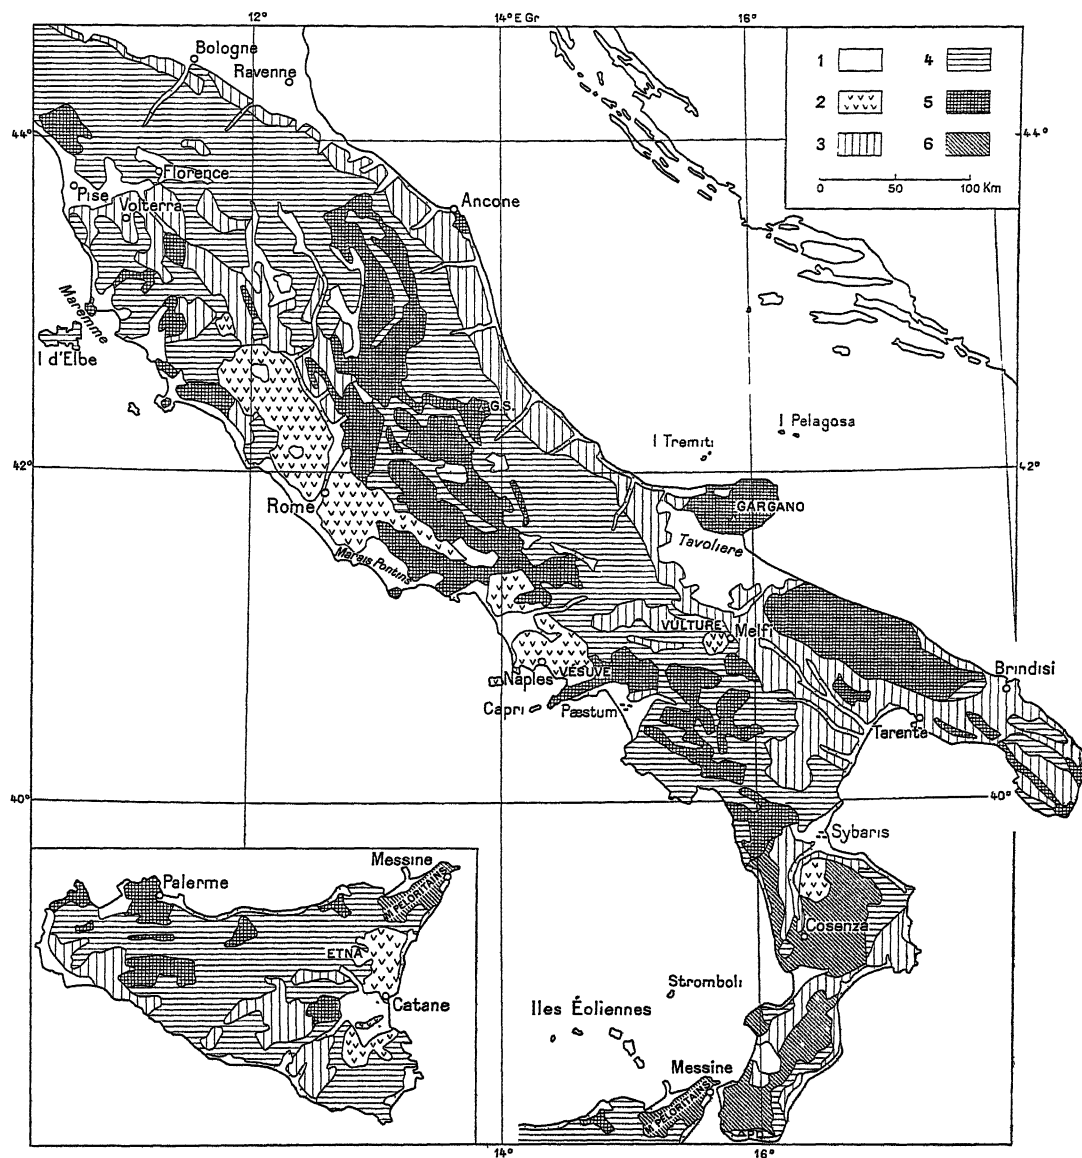 12°
14° E Gr
16°
Bologne
Ravenne
1
4
2
5
3
6
0
50
100 Km
44°
44°
Florence
Pise
Volterra
Ancone
Maremme
I d'Elbe
G.S.
I Pelagosa
I Tremiti
42°
42°
Rome
GARGANO
Tavoliere
Marais Pontins
VULTURE
Melfi
Brindisi
VÉSUVE
Naples
Capri
Pæstum
Tarente
40°
40°
Sybaris
Messine
Palerme
M. PELORITAINS
Cosenza
ETNA
Stromboli
Catane
Iles Éoliennes
Messine
M. PELORITAINS
14°
16°